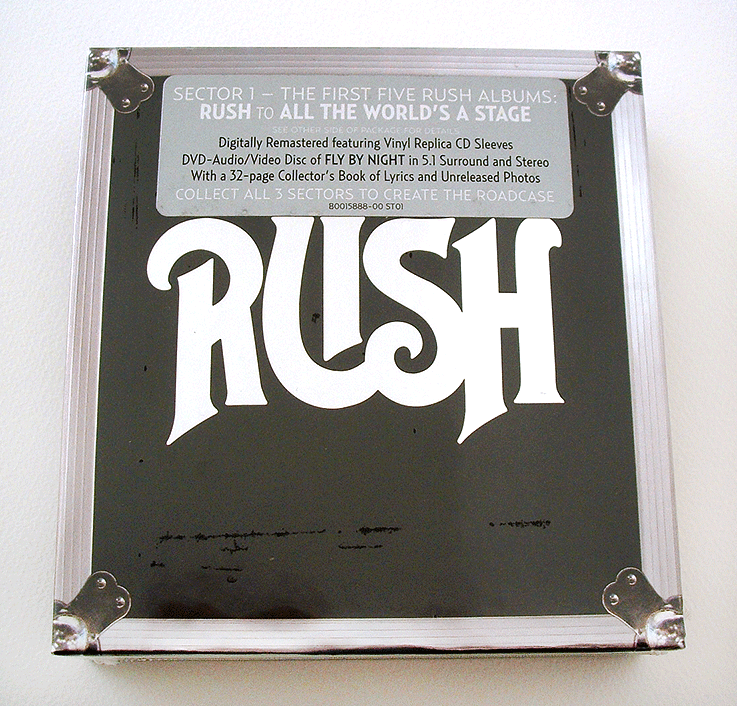 SECTOR 1 – THE FIRST FIVE RUSH ALBUMS:
RUSH TO ALL THE WORLD'S A STAGE
SEE OTHER SIDE OF PACKAGE FOR DETAILS
Digitally Remastered featuring Vinyl Replica CD Sleeves
DVD-Audio/Video Disc of FLY BY NIGHT in 5.1 Surround and Stereo
With a 32-page Collector's Book of Lyrics and Unreleased Photos
COLLECT ALL 3 SECTORS TO CREATE THE ROADCASE
B0015888-00 ST01
RUSH